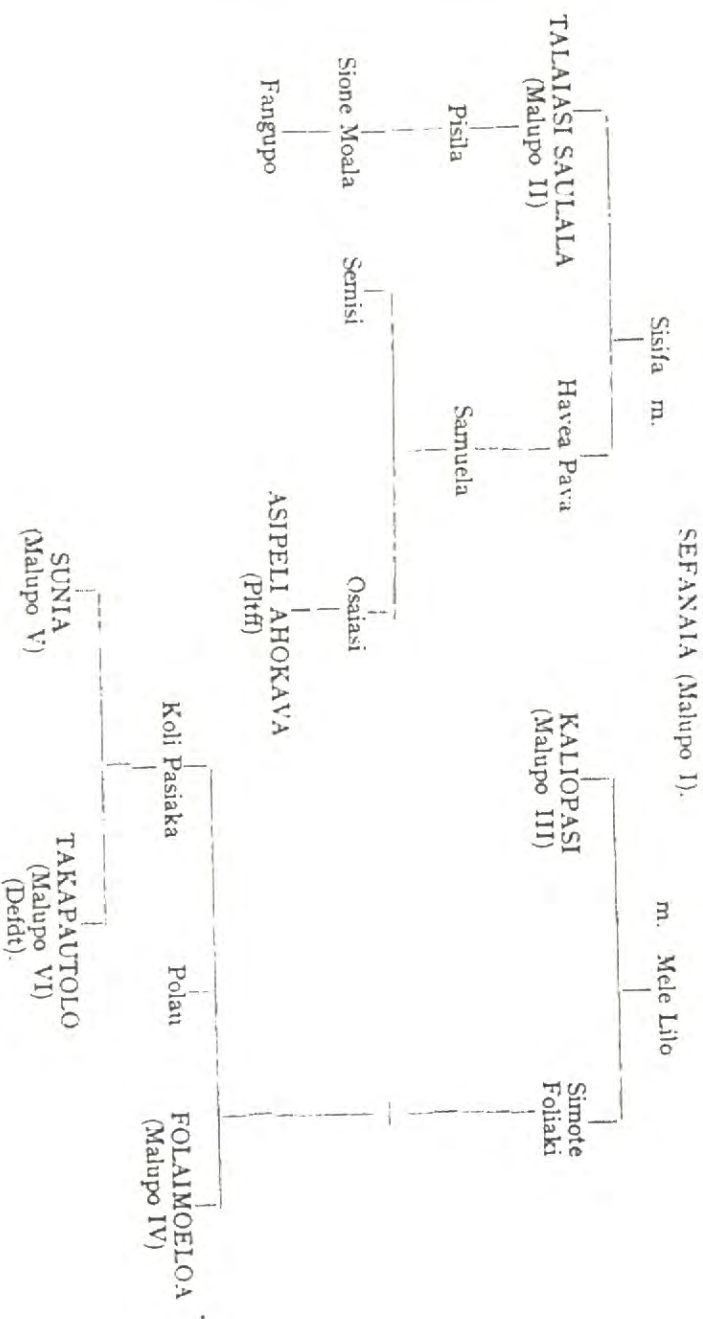 SEFANAIA (Malupo I).
Sisifa m.
m. Mele Lilo
TALAIASI SAULALA
(Malupo II)
Havea Pava
KALIOPASI
(Malupo III)
Simote
Foliaki
Pisila
Samuela
Sione Moala
Semisi
Osaiasi
Fangupo
ASIPELI AHOKAVA
(Pltff)
Koli Pasiaka
Polau
FOLAIMOELOA
(Malupo IV)
SUNIA
(Malupo V)
TAKAPAUTOLO
(Malupo VI)
(Defdt).